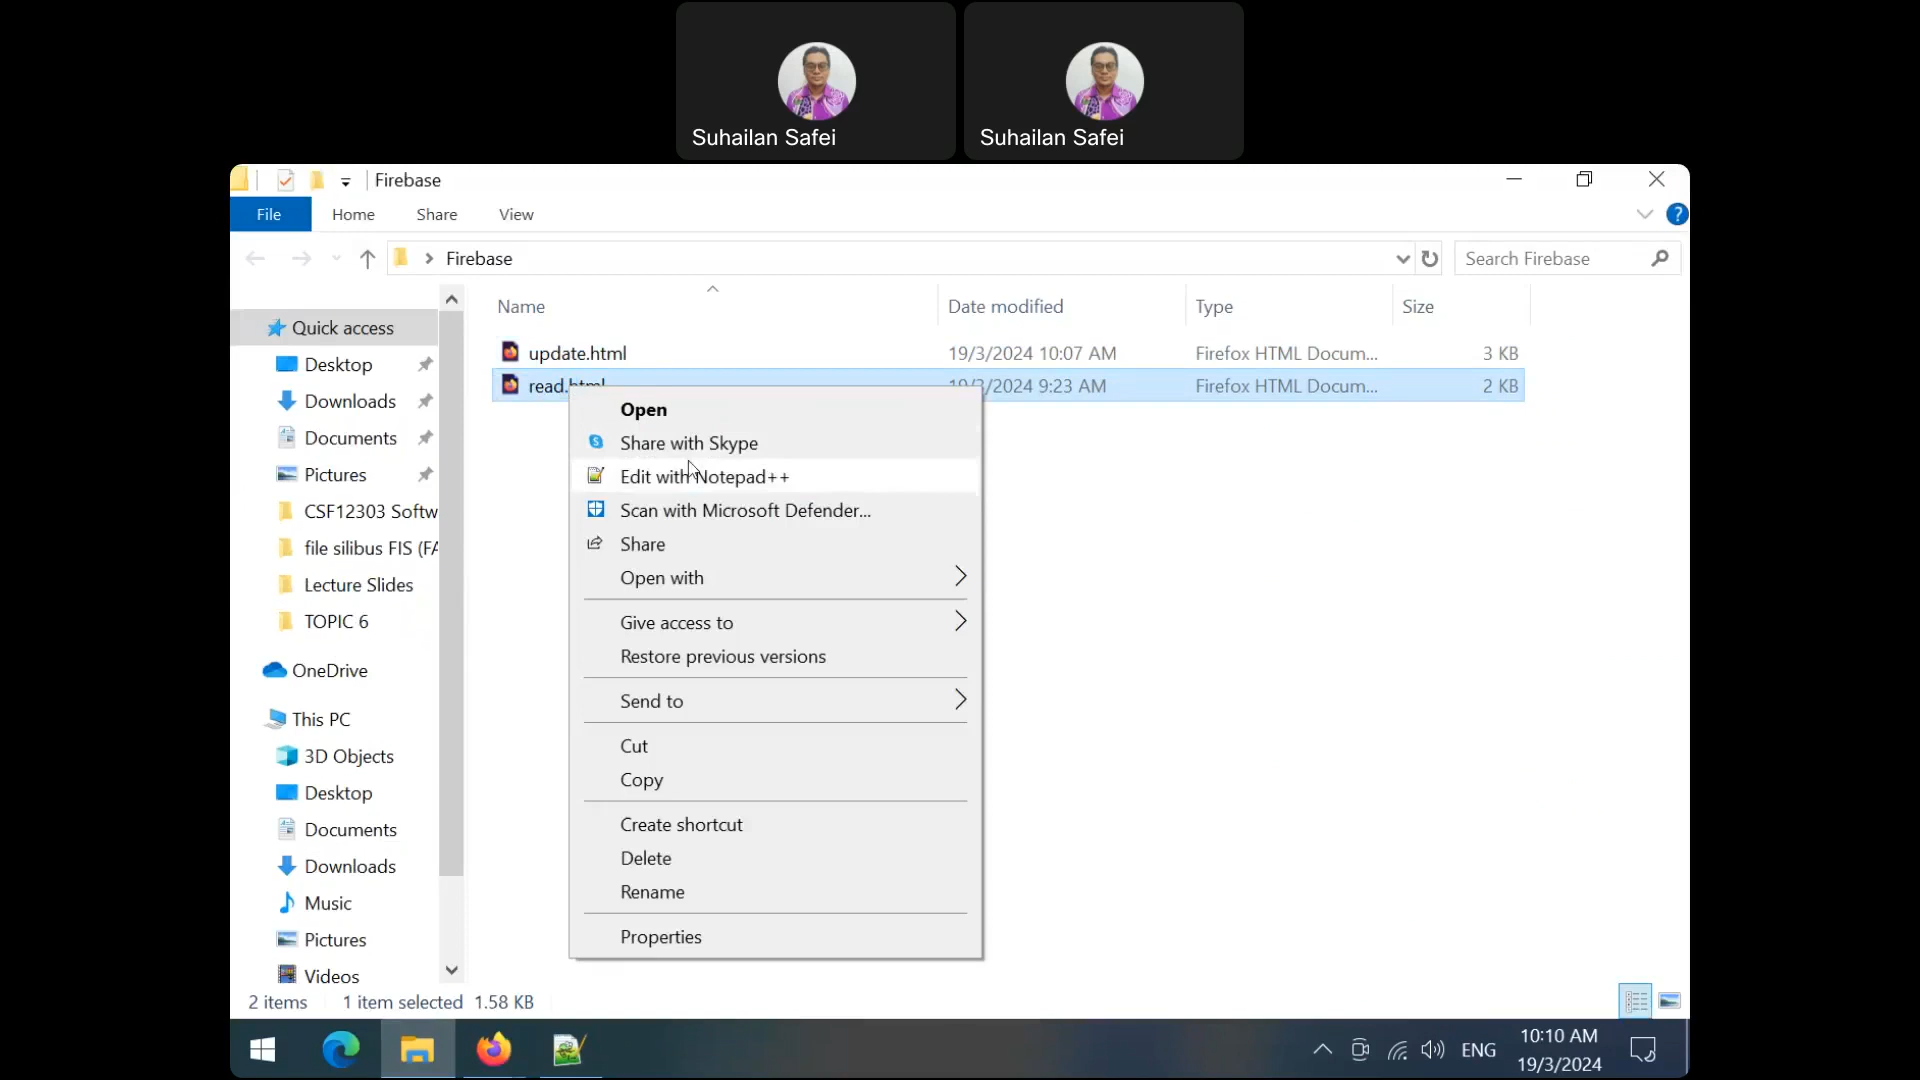 Suhailan Safei
Suhailan Safei
Firebase
File Home Share View
Firebase
Search Firebase
Name Date modified Type Size
update.html 19/3/2024 10:07 AM Firefox HTML Docum... 3 KB
read.html 19/3/2024 9:23 AM Firefox HTML Docum... 2 KB
Quick access
Desktop
Downloads
Documents
Pictures
CSF12303 Softw
file silibus FIS (FA
Lecture Slides
TOPIC 6
OneDrive
This PC
3D Objects
Desktop
Documents
Downloads
Music
Pictures
Videos
Open
Share with Skype
Edit with Notepad++
Scan with Microsoft Defender...
Share
Open with
Give access to
Restore previous versions
Send to
Cut
Copy
Create shortcut
Delete
Rename
Properties
2 items 1 item selected 1.58 KB
ENG
10:10 AM
19/3/2024